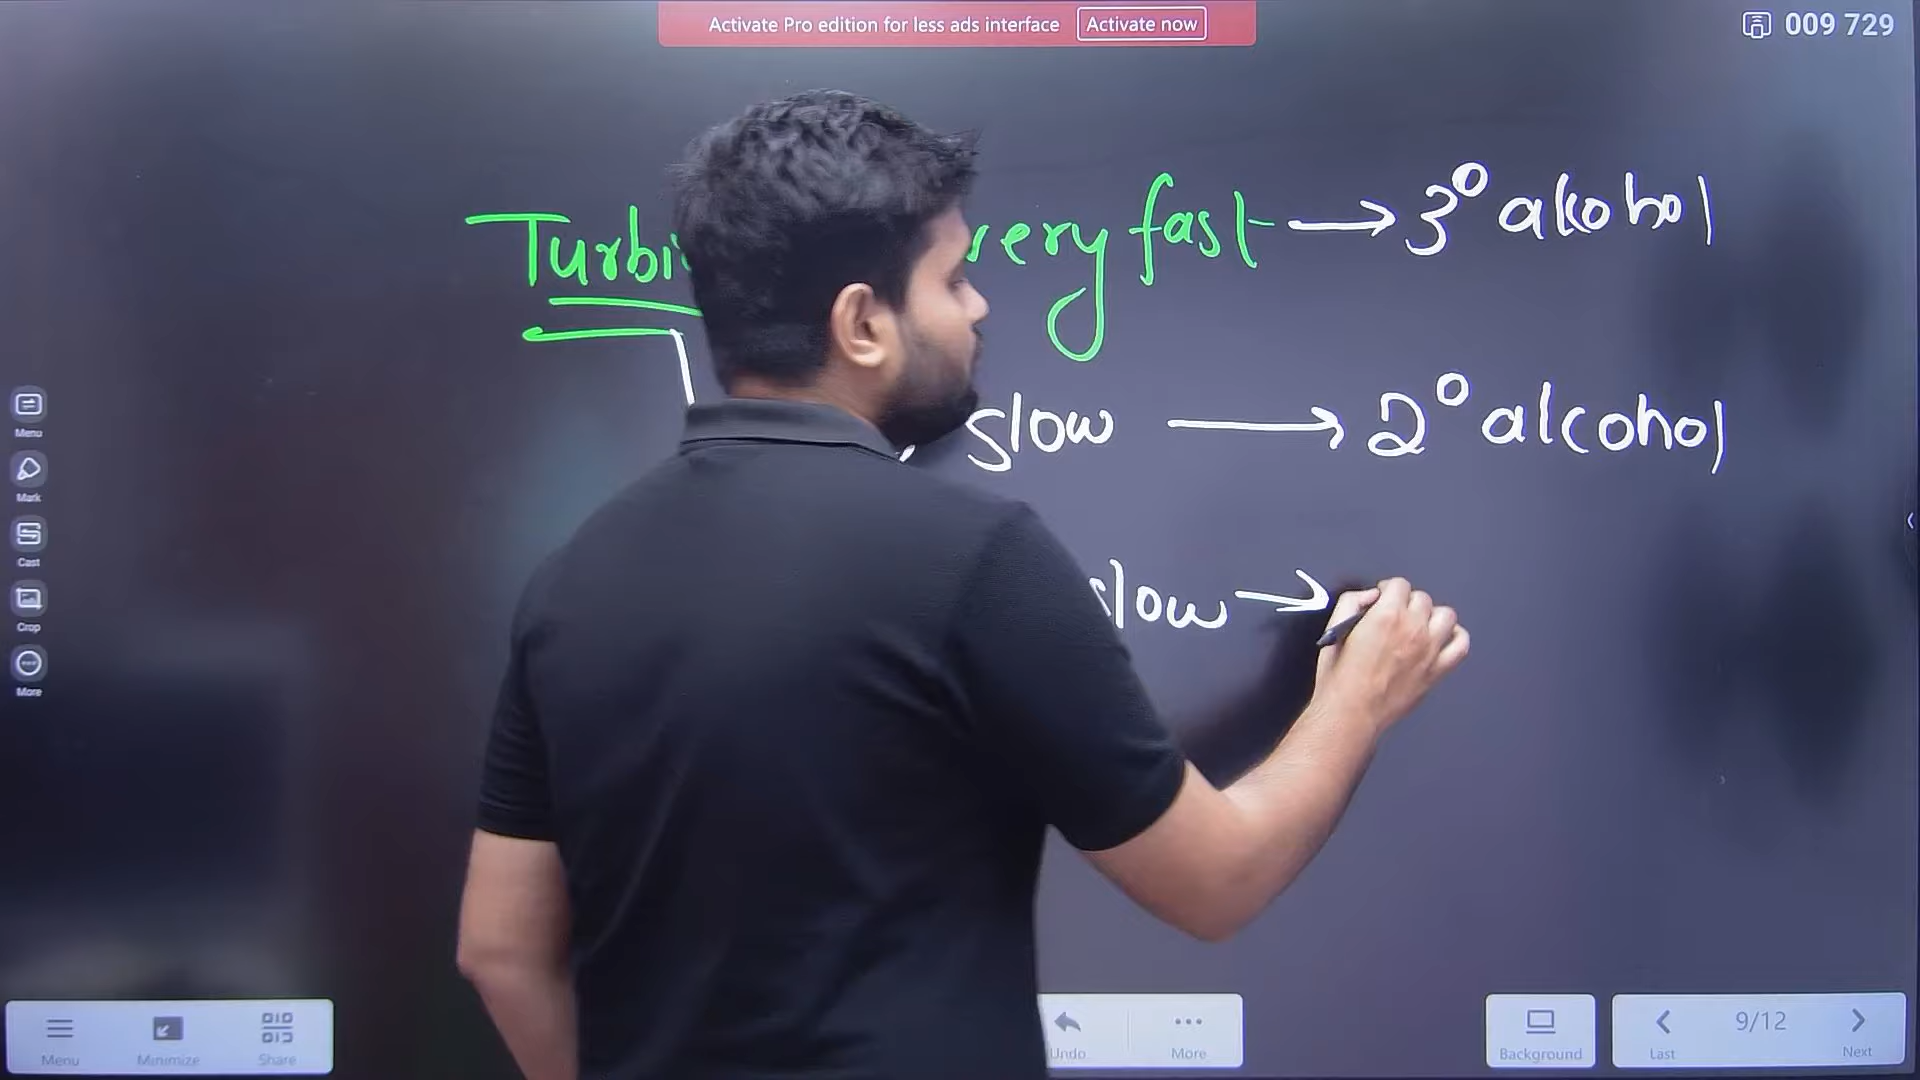 Activate Pro edition for less ads interface Activate now
009 729
Turbi very fast → 3° alcohol
slow → 2° alcohol
slow →
Menu
Mark
Cast
Crop
More
Menu Minimize Share
Undo More
Background
Last 9/12 Next